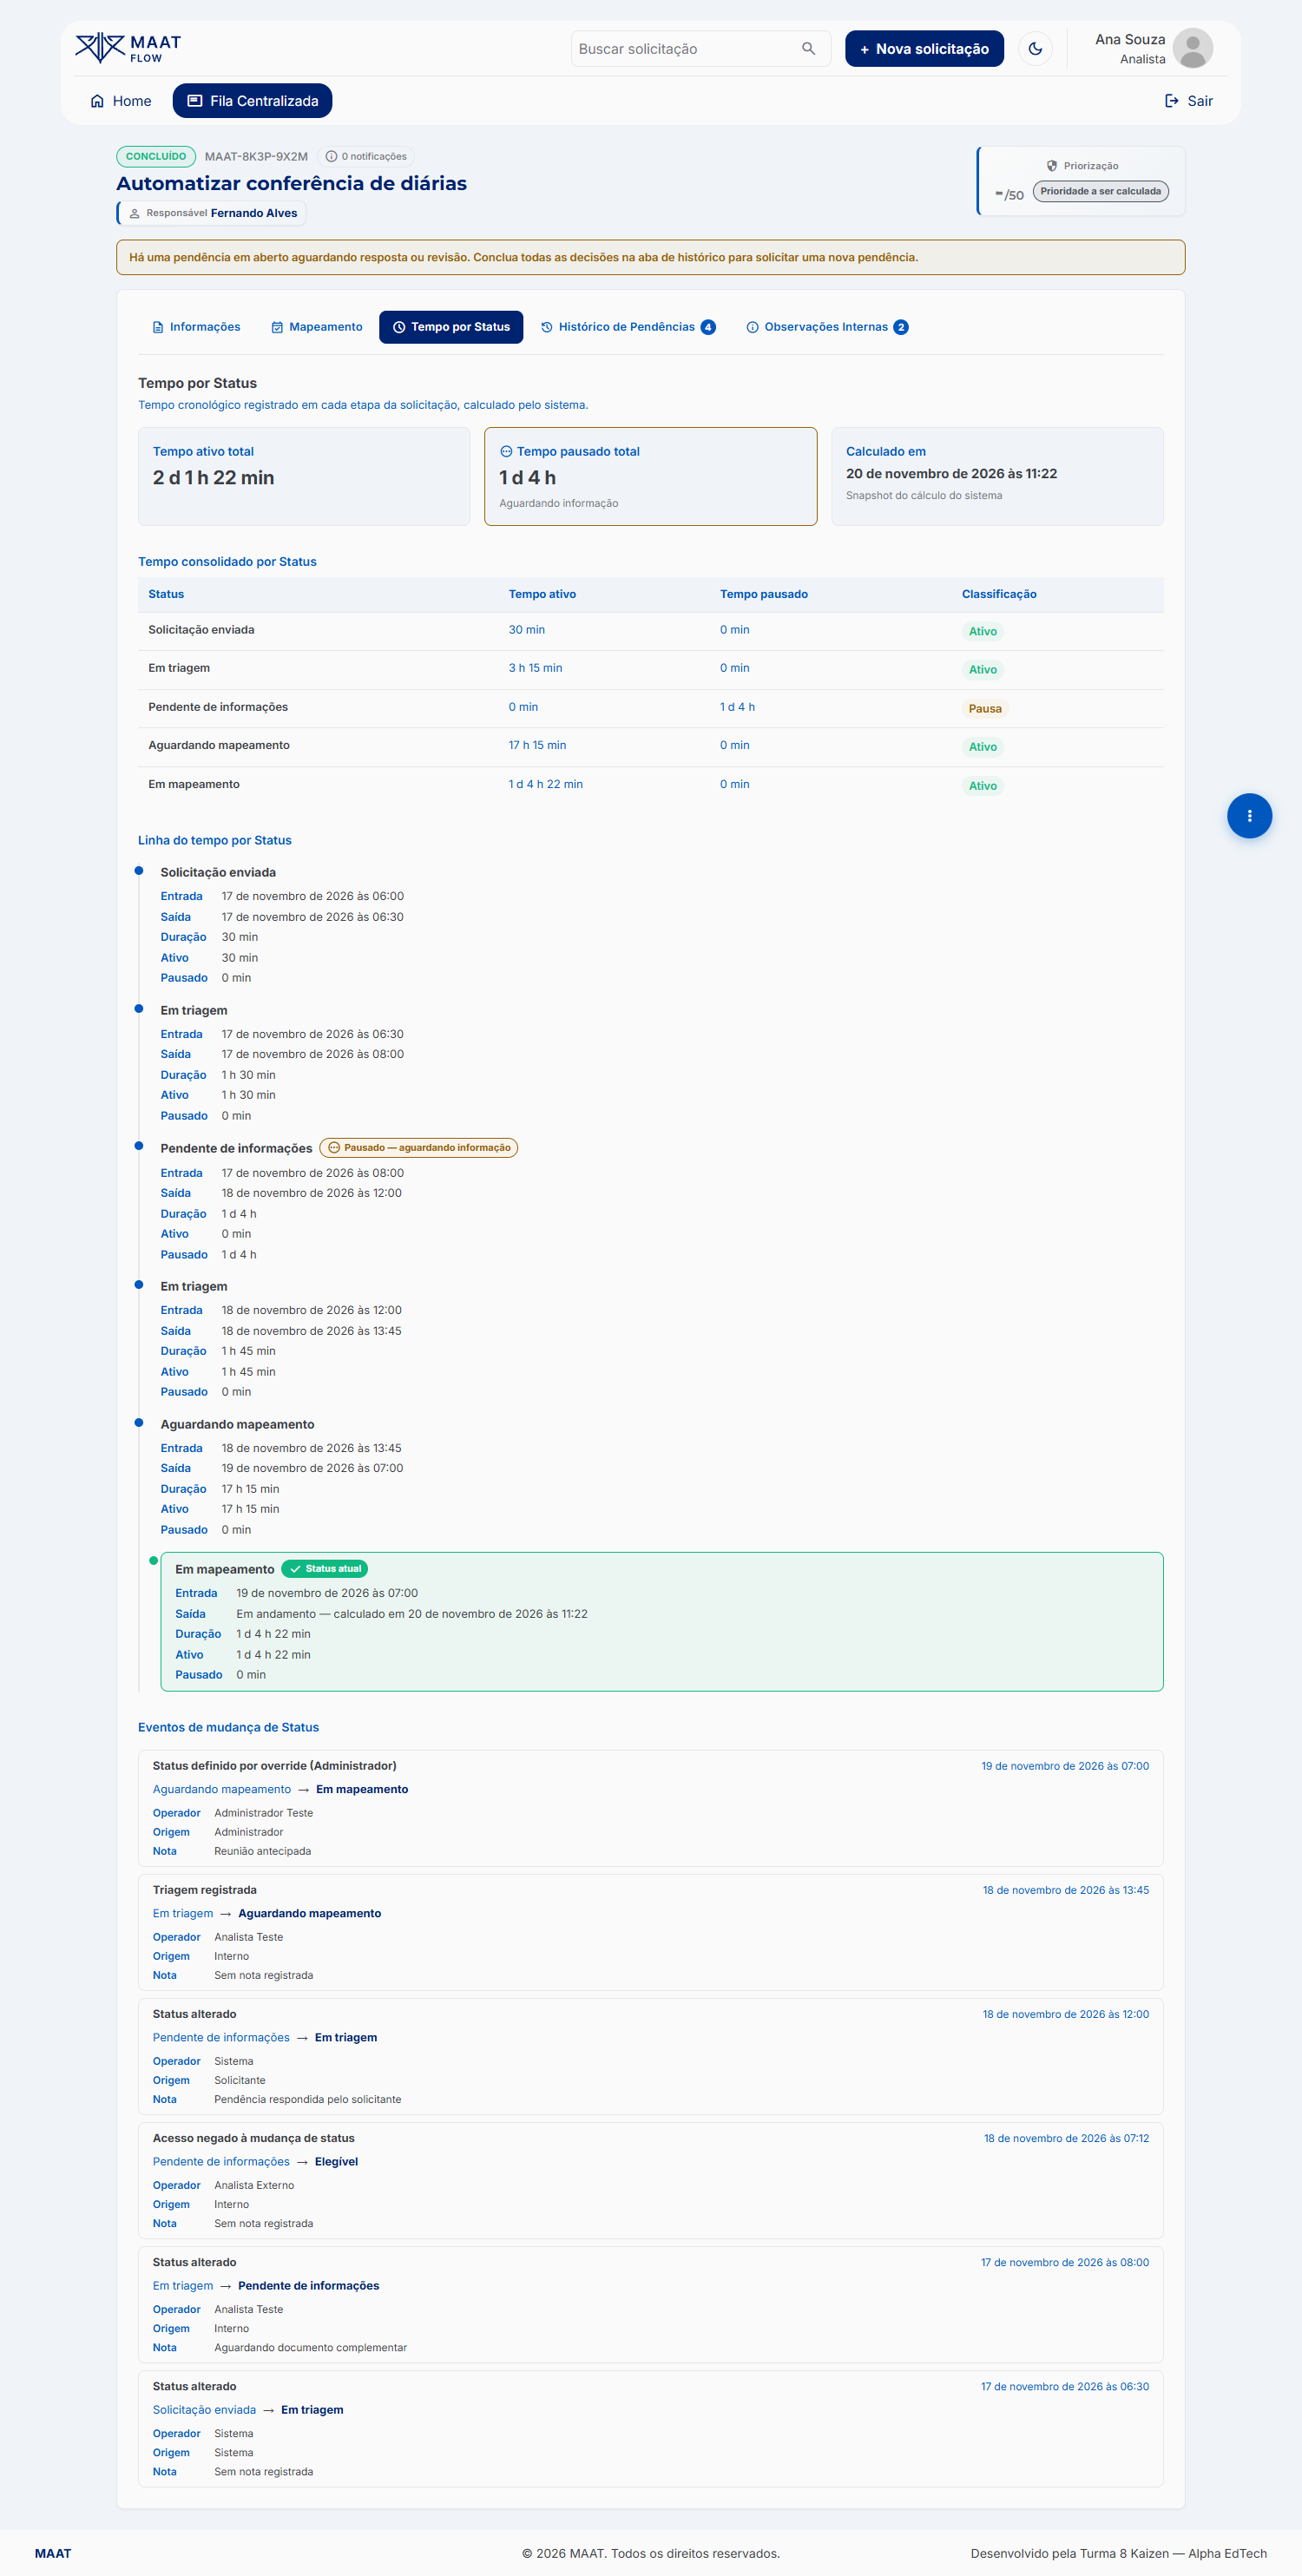 MAAT
FLOW
Buscar solicitação
+ Nova solicitação
Ana Souza
Analista
Home
Fila Centralizada
Sair
CONCLUÍDO MAAT-8K3P-9X2M 0 notificações
Automatizar conferência de diárias
Responsável Fernando Alves
Priorização
-/50 Prioridade a ser calculada
Há uma pendência em aberto aguardando resposta ou revisão. Conclua todas as decisões na aba de histórico para solicitar uma nova pendência.
Informações Mapeamento Tempo por Status Histórico de Pendências 4 Observações Internas 2
Tempo por Status
Tempo cronológico registrado em cada etapa da solicitação, calculado pelo sistema.
Tempo ativo total
2 d 1 h 22 min
Tempo pausado total
1 d 4 h
Aguardando informação
Calculado em
20 de novembro de 2026 às 11:22
Snapshot do cálculo do sistema
Tempo consolidado por Status
Status Tempo ativo Tempo pausado Classificação
Solicitação enviada 30 min 0 min Ativo
Em triagem 3 h 15 min 0 min Ativo
Pendente de informações 0 min 1 d 4 h Pausa
Aguardando mapeamento 17 h 15 min 0 min Ativo
Em mapeamento 1 d 4 h 22 min 0 min Ativo
Linha do tempo por Status
Solicitação enviada
Entrada 17 de novembro de 2026 às 06:00
Saída 17 de novembro de 2026 às 06:30
Duração 30 min
Ativo 30 min
Pausado 0 min
Em triagem
Entrada 17 de novembro de 2026 às 06:30
Saída 17 de novembro de 2026 às 08:00
Duração 1 h 30 min
Ativo 1 h 30 min
Pausado 0 min
Pendente de informações Pausado — aguardando informação
Entrada 17 de novembro de 2026 às 08:00
Saída 18 de novembro de 2026 às 12:00
Duração 1 d 4 h
Ativo 0 min
Pausado 1 d 4 h
Em triagem
Entrada 18 de novembro de 2026 às 12:00
Saída 18 de novembro de 2026 às 13:45
Duração 1 h 45 min
Ativo 1 h 45 min
Pausado 0 min
Aguardando mapeamento
Entrada 18 de novembro de 2026 às 13:45
Saída 19 de novembro de 2026 às 07:00
Duração 17 h 15 min
Ativo 17 h 15 min
Pausado 0 min
Em mapeamento Status atual
Entrada 19 de novembro de 2026 às 07:00
Saída Em andamento — calculado em 20 de novembro de 2026 às 11:22
Duração 1 d 4 h 22 min
Ativo 1 d 4 h 22 min
Pausado 0 min
Eventos de mudança de Status
Status definido por override (Administrador) 19 de novembro de 2026 às 07:00
Aguardando mapeamento → Em mapeamento
Operador Administrador Teste
Origem Administrador
Nota Reunião antecipada
Triagem registrada 18 de novembro de 2026 às 13:45
Em triagem → Aguardando mapeamento
Operador Analista Teste
Origem Interno
Nota Sem nota registrada
Status alterado 18 de novembro de 2026 às 12:00
Pendente de informações → Em triagem
Operador Sistema
Origem Solicitante
Nota Pendência respondida pelo solicitante
Acesso negado à mudança de status 18 de novembro de 2026 às 07:12
Pendente de informações → Elegível
Operador Analista Externo
Origem Interno
Nota Sem nota registrada
Status alterado 17 de novembro de 2026 às 08:00
Em triagem → Pendente de informações
Operador Analista Teste
Origem Interno
Nota Aguardando documento complementar
Status alterado 17 de novembro de 2026 às 06:30
Solicitação enviada → Em triagem
Operador Sistema
Origem Sistema
Nota Sem nota registrada
MAAT © 2026 MAAT. Todos os direitos reservados. Desenvolvido pela Turma 8 Kaizen — Alpha EdTech